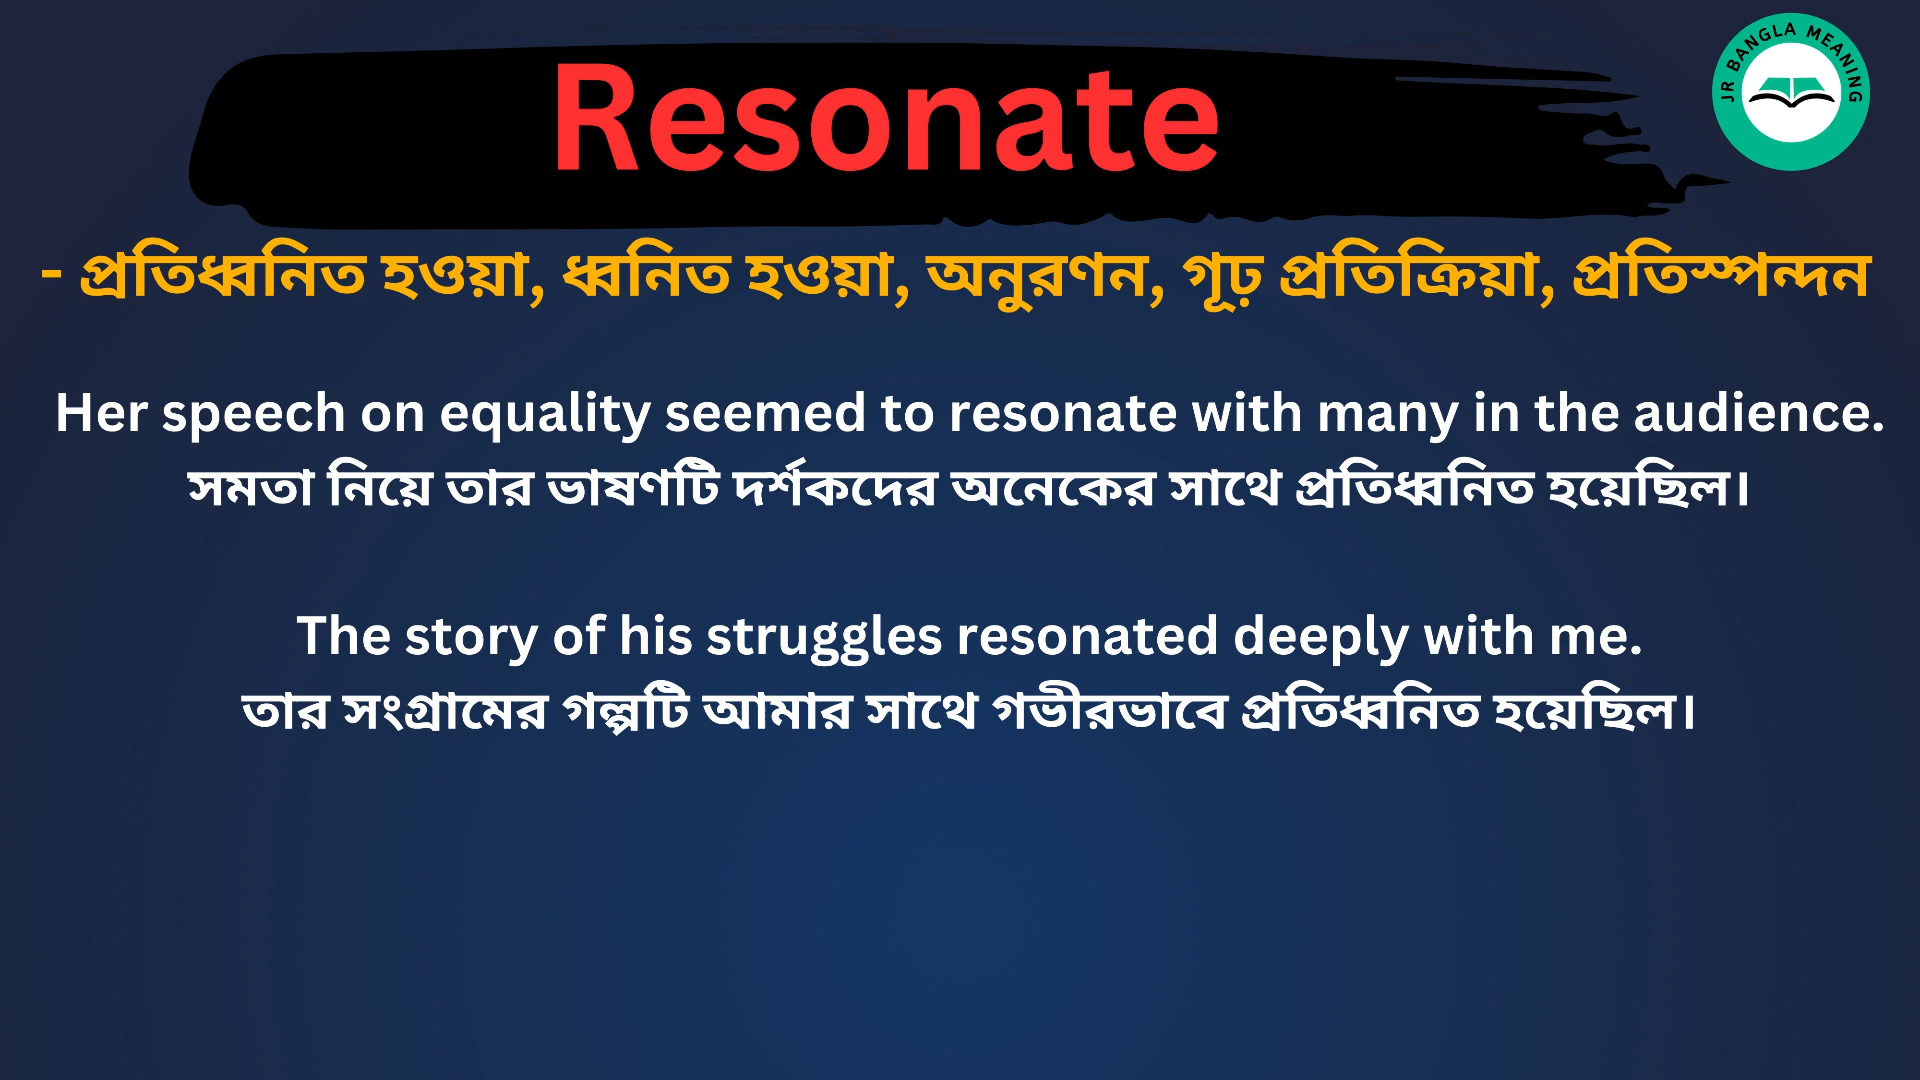 JR BANGLA MEANING
Resonate
- প্রতিধ্বনিত হওয়া, ধ্বনিত হওয়া, অনুরণন, গূঢ় প্রতিক্রিয়া, প্রতিস্পন্দন
Her speech on equality seemed to resonate with many in the audience.
সমতা নিয়ে তার ভাষণটি দর্শকদের অনেকের সাথে প্রতিধ্বনিত হয়েছিল।
The story of his struggles resonated deeply with me.
তার সংগ্রামের গল্পটি আমার সাথে গভীরভাবে প্রতিধ্বনিত হয়েছিল।